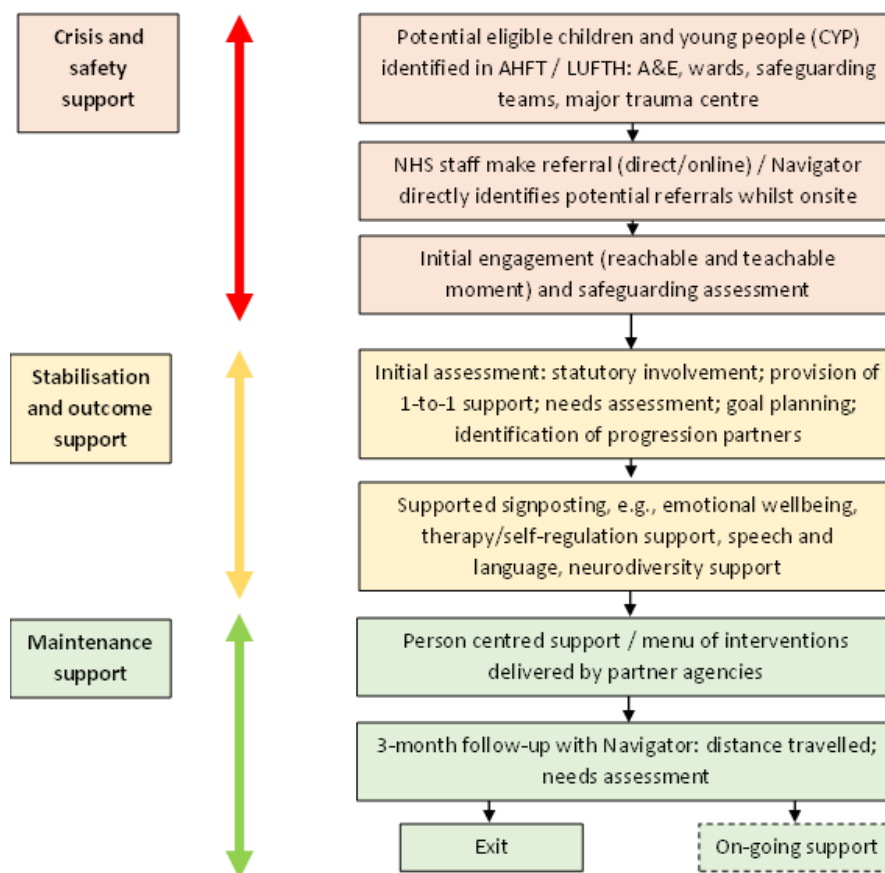 Crisis and
safety
support
Potential eligible children and young people (CYP)
identified in AHFT / LUFTH: A&E, wards, safeguarding
teams, major trauma centre
NHS staff make referral (direct/online) / Navigator
directly identifies potential referrals whilst onsite
Initial engagement (reachable and teachable
moment) and safeguarding assessment
Stabilisation
and outcome
support
Initial assessment: statutory involvement; provision of
1-to-1 support; needs assessment; goal planning;
identification of progression partners
Supported signposting, e.g., emotional wellbeing,
therapy/self-regulation support, speech and
language, neurodiversity support
Maintenance
support
Person centred support / menu of interventions
delivered by partner agencies
3-month follow-up with Navigator: distance travelled;
needs assessment
Exit
On-going support